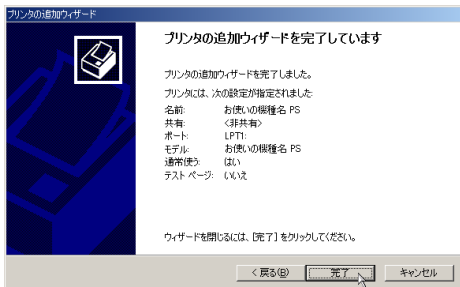 プリンタの追加ウィザード
プリンタの追加ウィザードを完了しています
プリンタの追加ウィザードを完了しました。
プリンタには、次の設定が指定されました:
名前: お使いの機種名 PS
共有: <非共有>
ポート: LPT1:
モデル: お使いの機種名 PS
通常使う: はい
テスト ページ: いいえ
ウィザードを閉じるには、[完了] をクリックしてください。
< 戻る(B) 完了 キャンセル